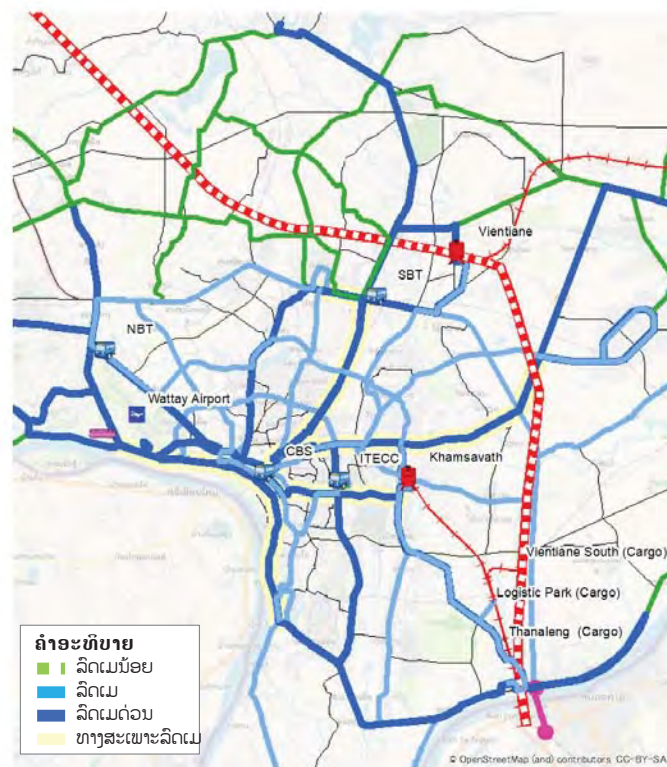 Vientiane
SBT
NBT
Wattay Airport
CBS
ITECC
Khamsavath
Vientiane South (Cargo)
Logistic Park (Cargo)
Thanaleng (Cargo)
ຄຳອະທິບາຍ
ລົດເມນ້ອຍ
ລົດເມ
ລົດເມດ່ວນ
ທາງສະເພາະລົດເມ
© OpenStreetMap (and) contributors, CC-BY-SA